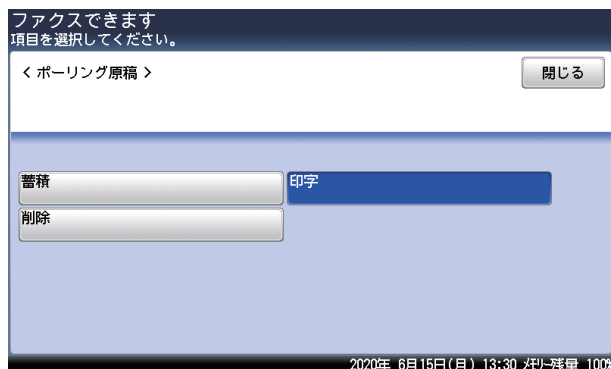 ファクスできます
項目を選択してください。
< ポーリング原稿 >
閉じる
蓄積
印字
削除
2020年 6月15日(月) 13:30 メモリー残量 100%